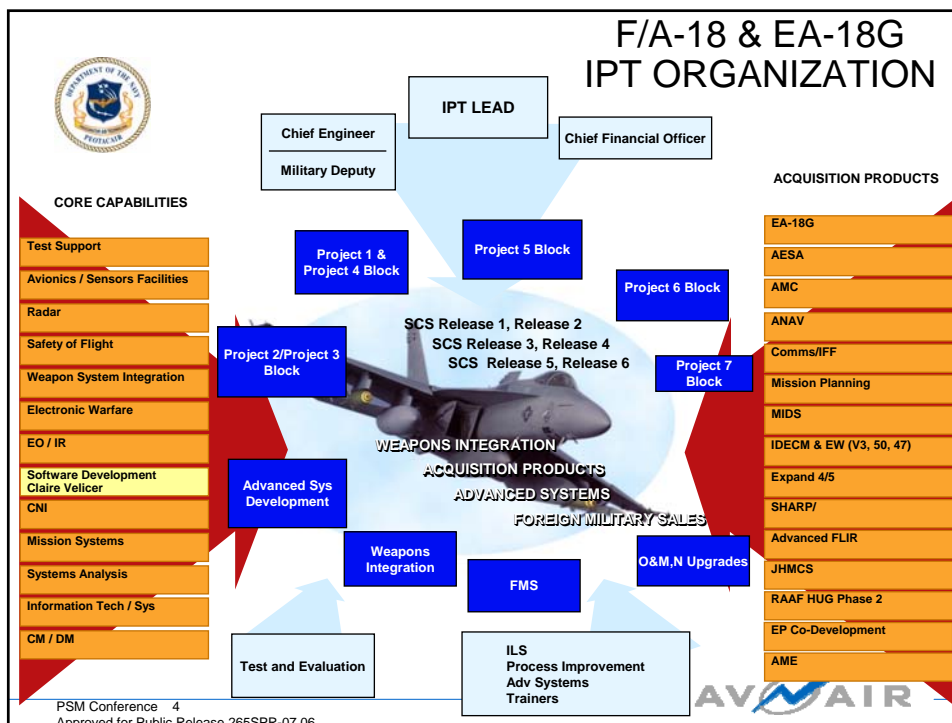 F/A-18 & EA-18G
IPT ORGANIZATION
DEPARTMENT OF THE NAVY
IPT LEAD
Chief Engineer
Military Deputy
Chief Financial Officer
CORE CAPABILITIES
Test Support
Avionics / Sensors Facilities
Radar
Safety of Flight
Weapon System Integration
Electronic Warfare
EO / IR
Software Development
Claire Velicer
CNI
Mission Systems
Systems Analysis
Information Tech / Sys
CM / DM
Project 1 &
Project 4 Block
Project 5 Block
Project 6 Block
Project 2/Project 3
Block
Project 7
Block
SCS Release 1, Release 2
SCS Release 3, Release 4
SCS Release 5, Release 6
WEAPONS INTEGRATION
ACQUISITION PRODUCTS
ADVANCED SYSTEMS
FOREIGN MILITARY SALES
Advanced Sys
Development
Weapons
Integration
FMS
O&M,N Upgrades
Test and Evaluation
ILS
Process Improvement
Adv Systems
Trainers
ACQUISITION PRODUCTS
EA-18G
AESA
AMC
ANAV
Comms/IFF
Mission Planning
MIDS
IDECM & EW (V3, 50, 47)
Expand 4/5
SHARP/
Advanced FLIR
JHMCS
RAAF HUG Phase 2
EP Co-Development
AME
PSM Conference 4
Approved for Public Release 265SPR-07.06